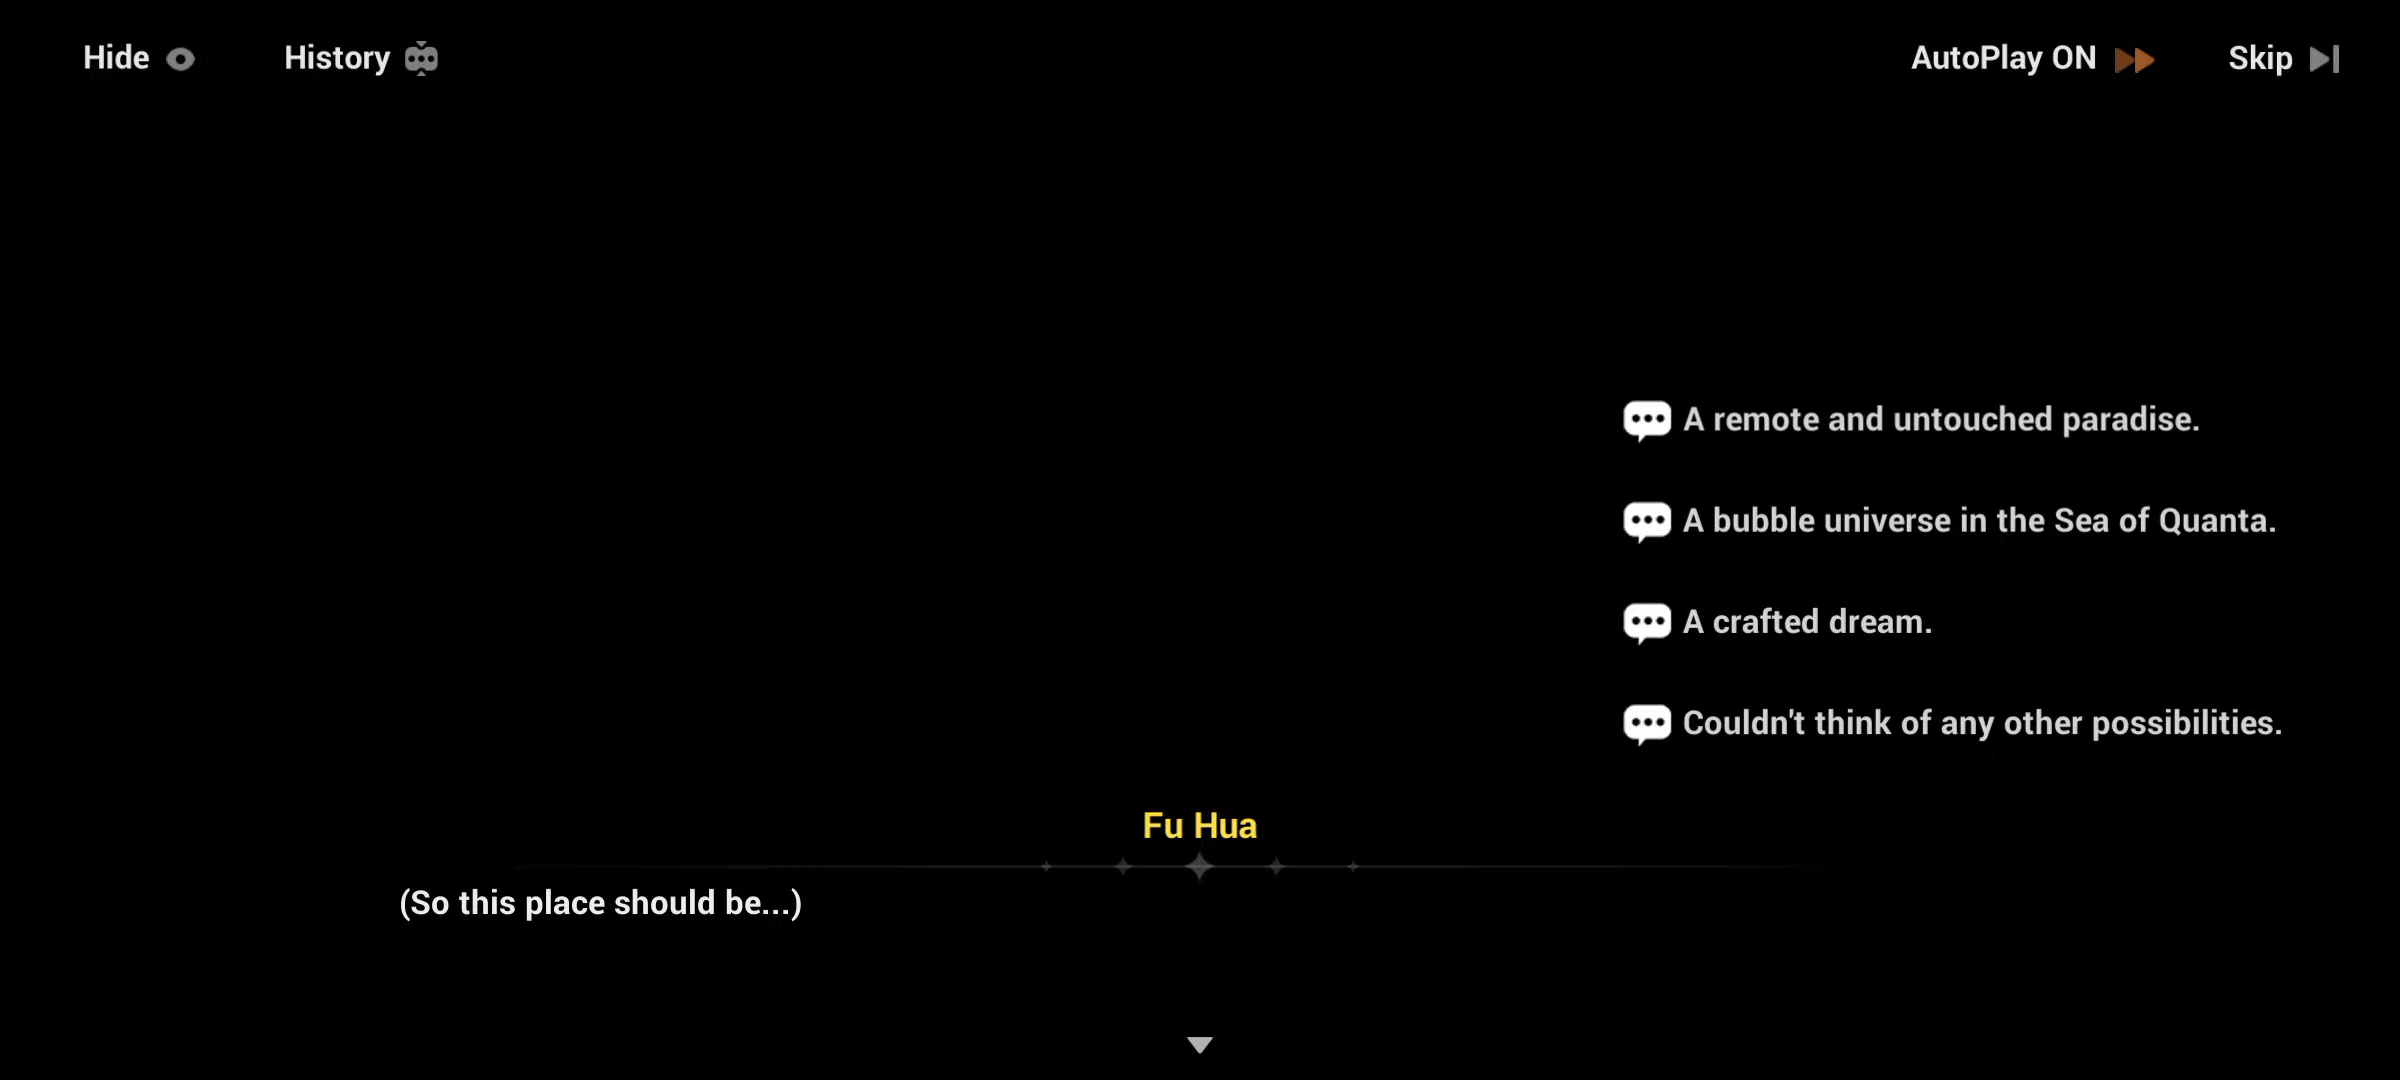 Hide
History
AutoPlay ON
Skip
A remote and untouched paradise.
A bubble universe in the Sea of Quanta.
A crafted dream.
Couldn't think of any other possibilities.
Fu Hua
(So this place should be...)